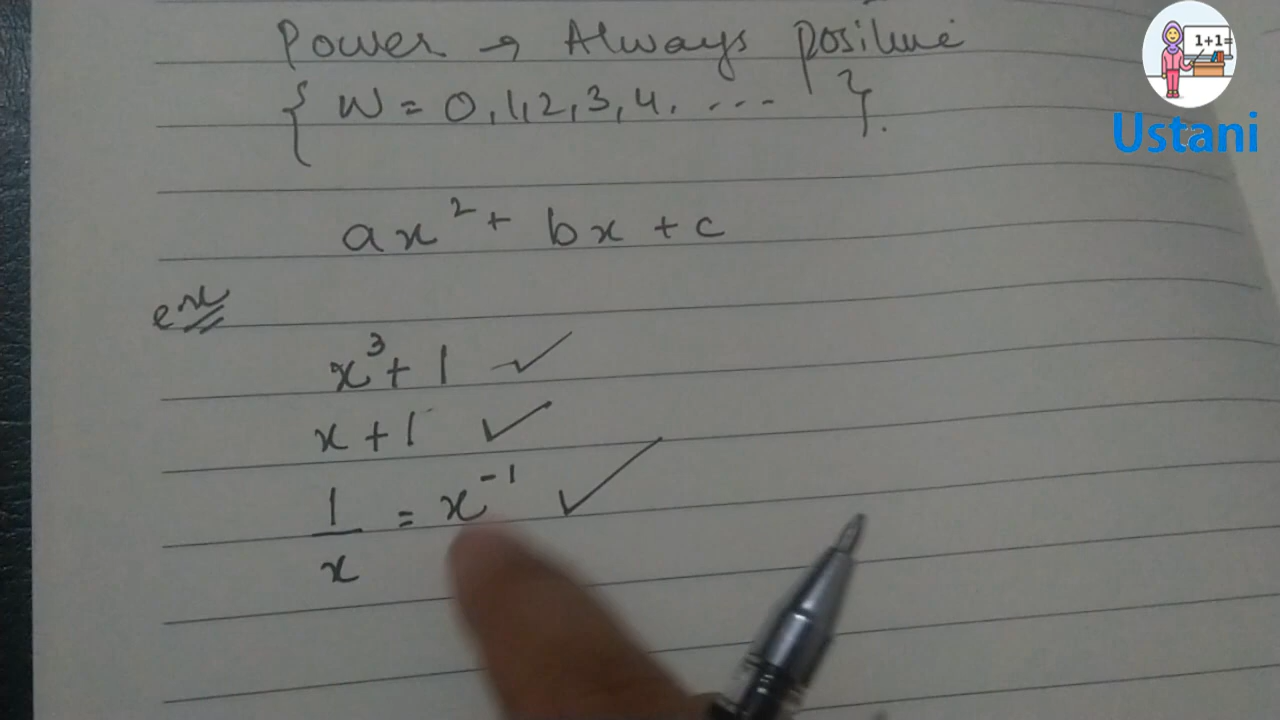 Power → Always positive
{ W = 0,1,2,3,4, ... }.
1+1=
Ustani
ax² + bx + c
ex
x³ + 1 ✓
x + 1 ✓
1/x = x⁻¹ ✓